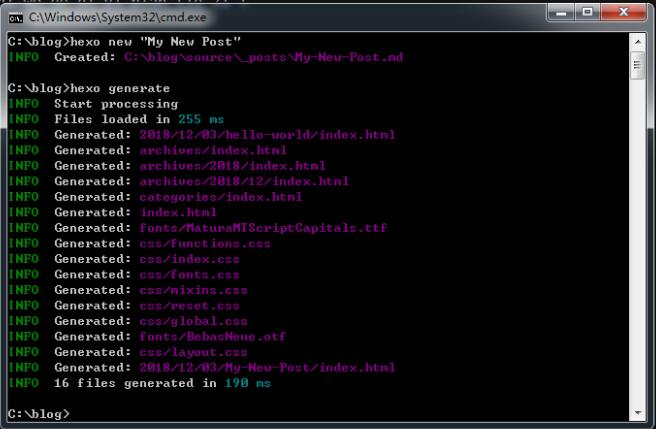 C:\Windows\System32\cmd.exe
C:\blog>hexo new "My New Post"
INFO  Created: C:\blog\source\_posts\My-New-Post.md
C:\blog>hexo generate
INFO  Start processing
INFO  Files loaded in 255 ms
INFO  Generated: 2018/12/03/hello-world/index.html
INFO  Generated: archives/index.html
INFO  Generated: archives/2018/index.html
INFO  Generated: archives/2018/12/index.html
INFO  Generated: categories/index.html
INFO  Generated: index.html
INFO  Generated: fonts/MaturaMTScriptCapitals.ttf
INFO  Generated: css/functions.css
INFO  Generated: css/index.css
INFO  Generated: css/fonts.css
INFO  Generated: css/mixins.css
INFO  Generated: css/reset.css
INFO  Generated: css/global.css
INFO  Generated: fonts/BebasNeue.otf
INFO  Generated: css/layout.css
INFO  Generated: 2018/12/03/My-New-Post/index.html
INFO  16 files generated in 190 ms
C:\blog>